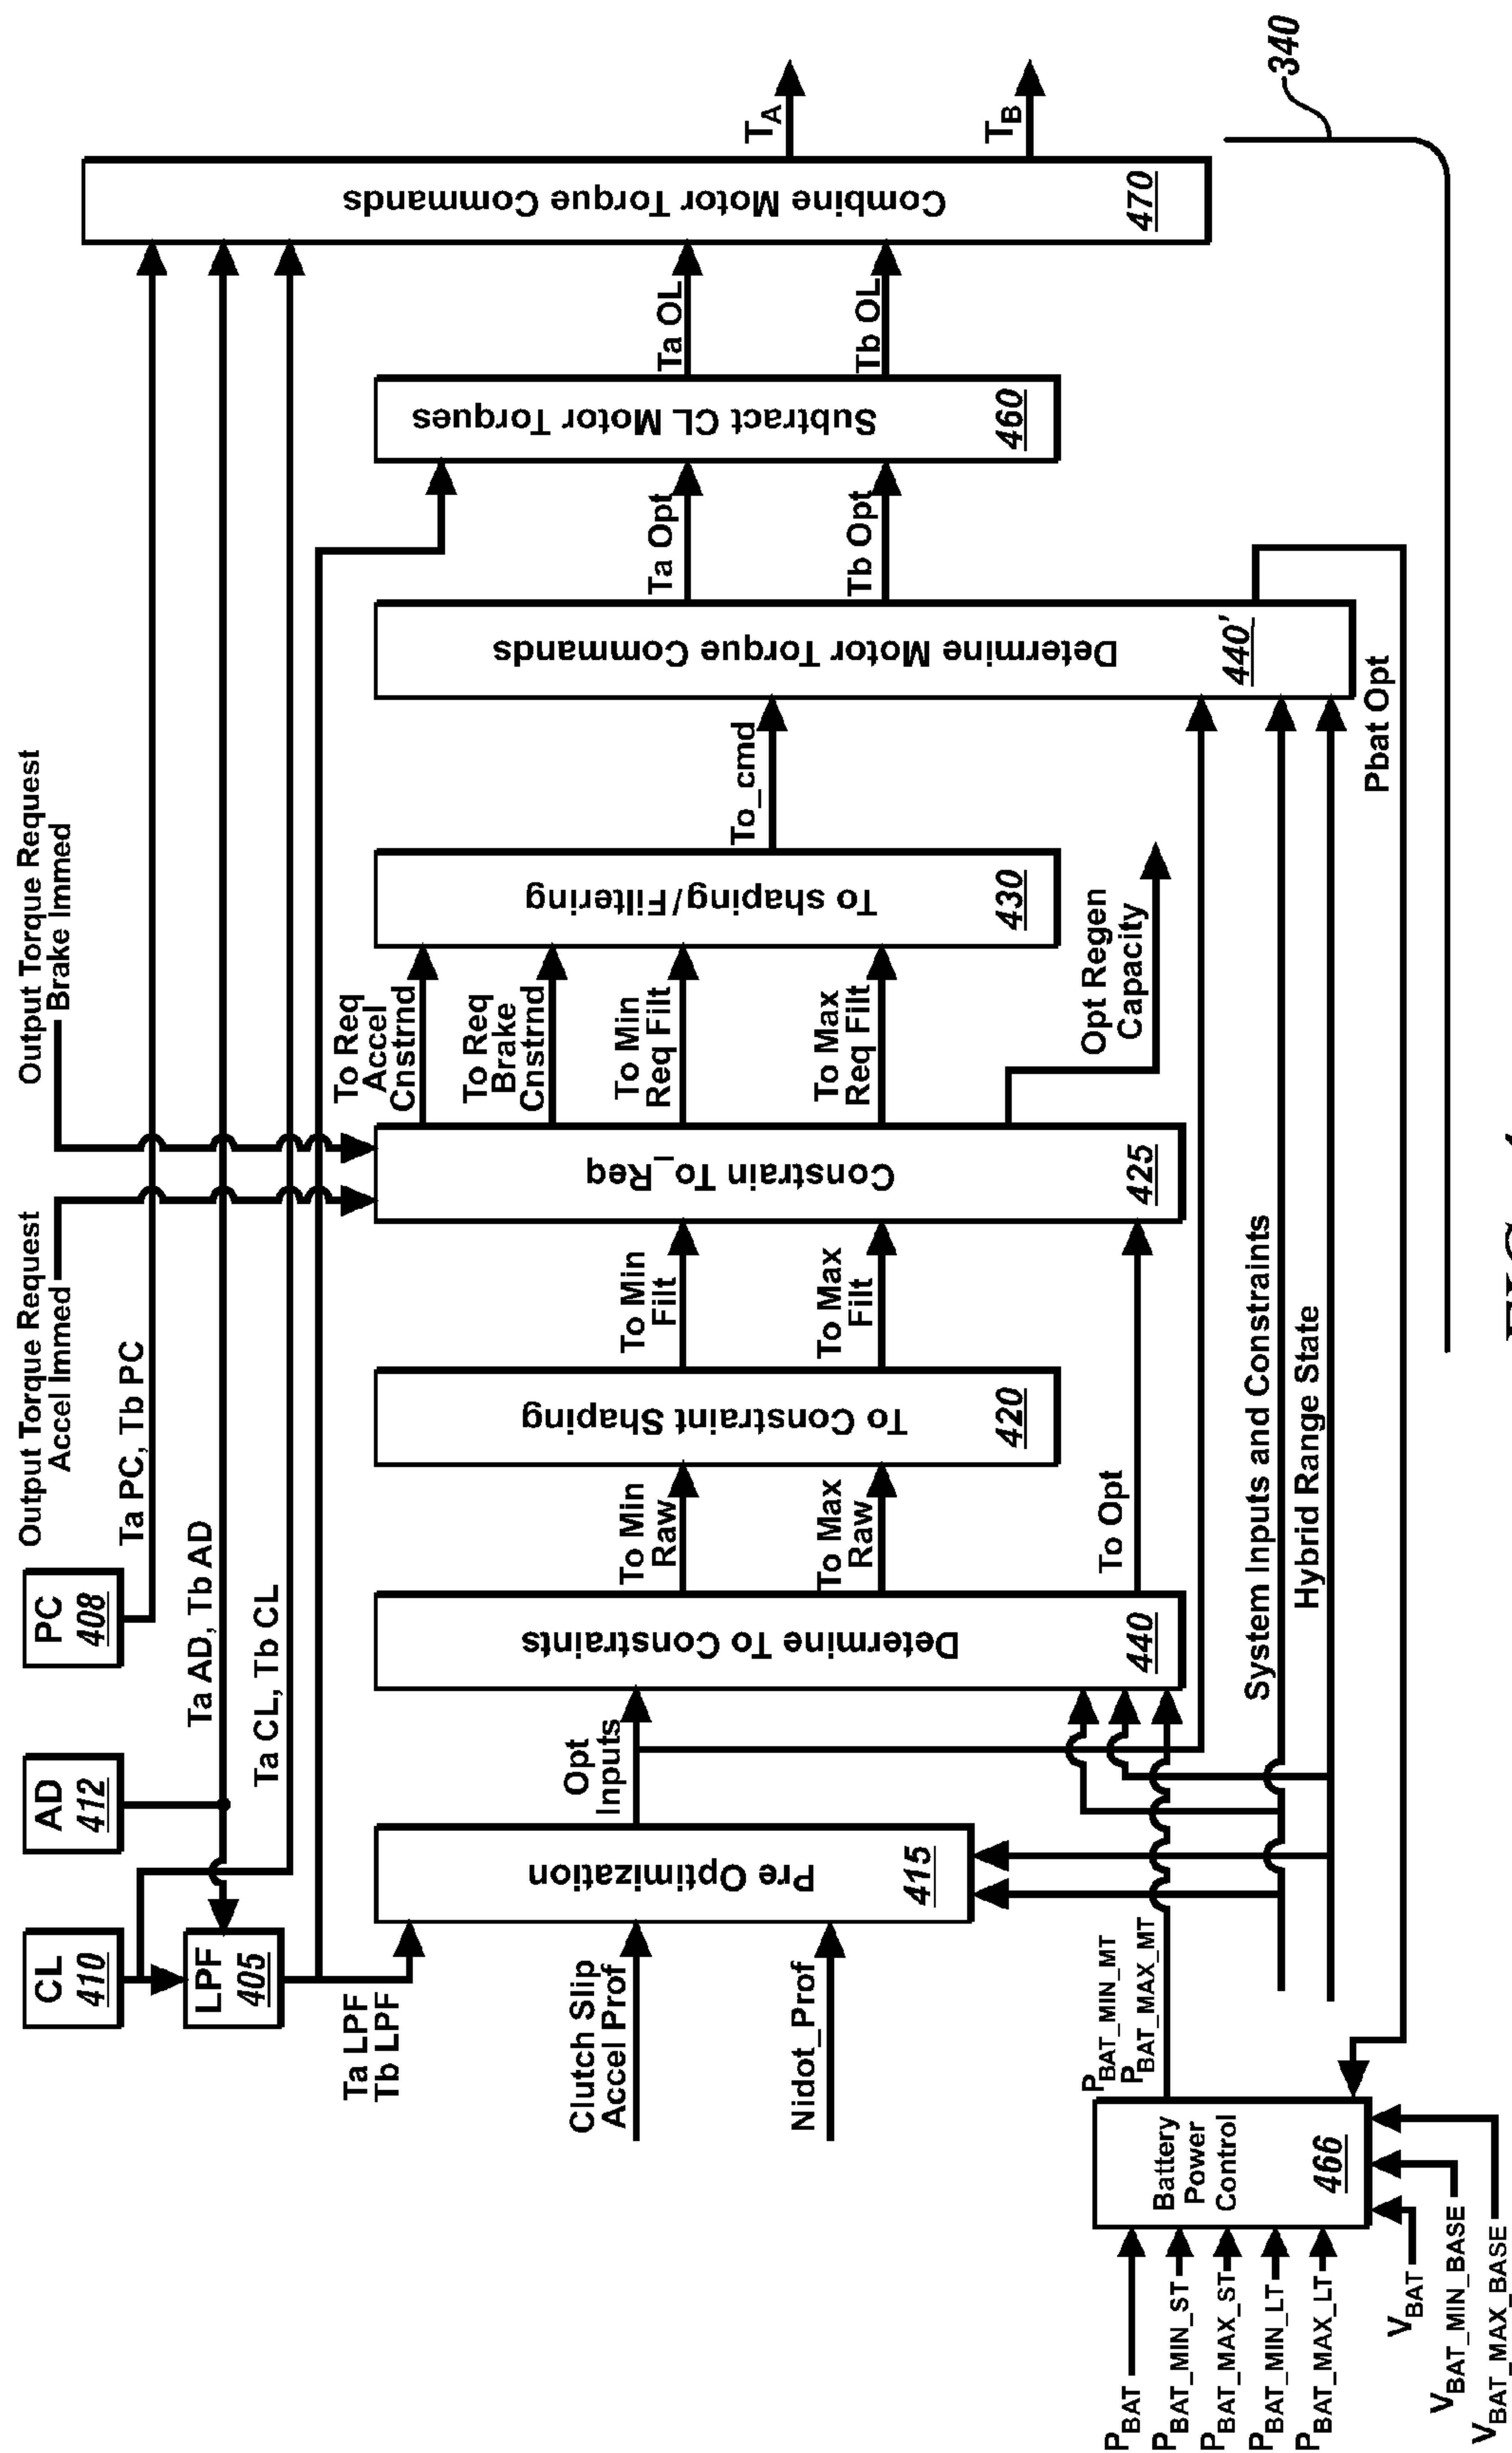 Output Torque Request
Brake Immed
Output Torque Request
Accel Immed
PC
408
AD
412
CL
410
LPF
405
Ta PC, Tb PC
Ta AD, Tb AD
Ta CL, Tb CL
Ta LPF
Tb LPF
Clutch Slip
Accel Prof
Nidot_Prof
Pre Optimization
415
Opt
Inputs
Determine To Constraints
440
To Min
Raw
To Max
Raw
To Opt
To Constraint Shaping
420
To Min
Filt
To Max
Filt
Constrain To_Req
425
To Req
Accel
Cnstrnd
To Req
Brake
Cnstrnd
To Min
Req Filt
To Max
Req Filt
Opt Regen
Capacity
To shaping/Filtering
430
To_cmd
Determine Motor Torque Commands
440'
Ta Opt
Tb Opt
Pbat Opt
Subtract CL Motor Torques
460
Ta OL
Tb OL
Combine Motor Torque Commands
470
TA
TB
340
System Inputs and Constraints
Hybrid Range State
PBAT_MIN_MT
PBAT_MAX_MT
Battery
Power
Control
466
PBAT
PBAT_MIN_ST
PBAT_MAX_ST
PBAT_MIN_LT
PBAT_MAX_LT
VBAT
VBAT_MIN_BASE
VBAT_MAX_BASE